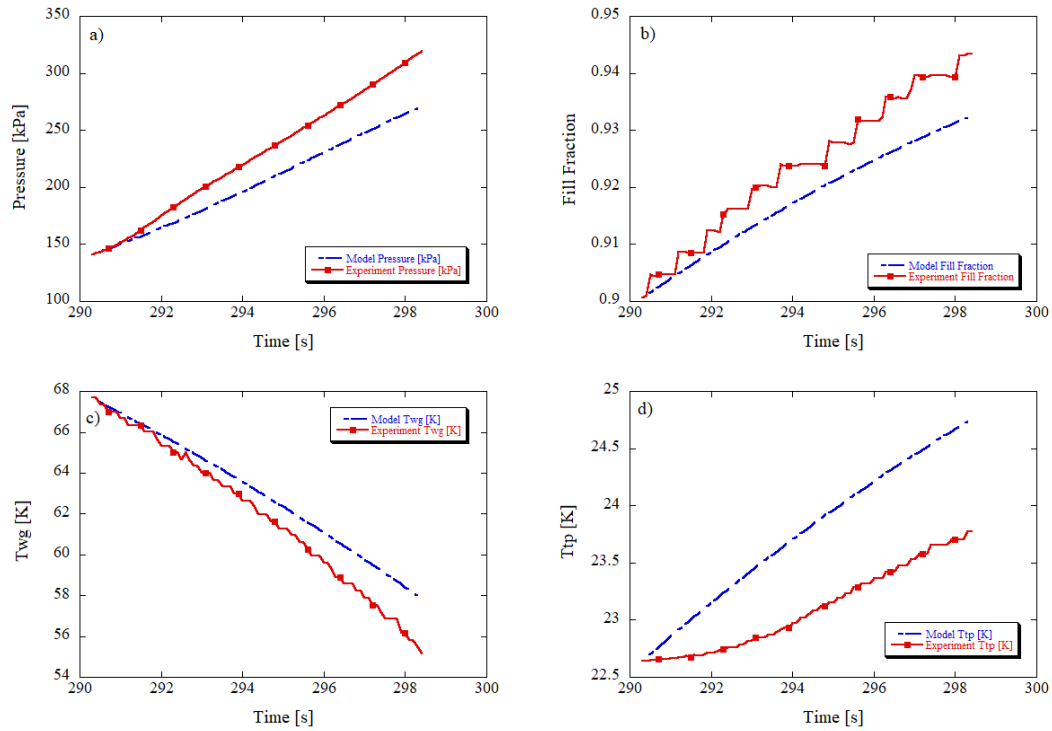 350
300
250
200
150
100
a)
Pressure [kPa]
Model Pressure [kPa]
Experiment Pressure [kPa]
290
292
294
296
298
300
Time [s]
0.95
0.94
0.93
0.92
0.91
0.9
b)
Fill Fraction
Model Fill Fraction
Experiment Fill Fraction
290
292
294
296
298
300
Time [s]
68
66
64
62
60
58
56
54
c)
Twg [K]
Model Twg [K]
Experiment Twg [K]
290
292
294
296
298
300
Time [s]
25
24.5
24
23.5
23
22.5
d)
Ttp [K]
Model Ttp [K]
Experiment Ttp [K]
290
292
294
296
298
300
Time [s]